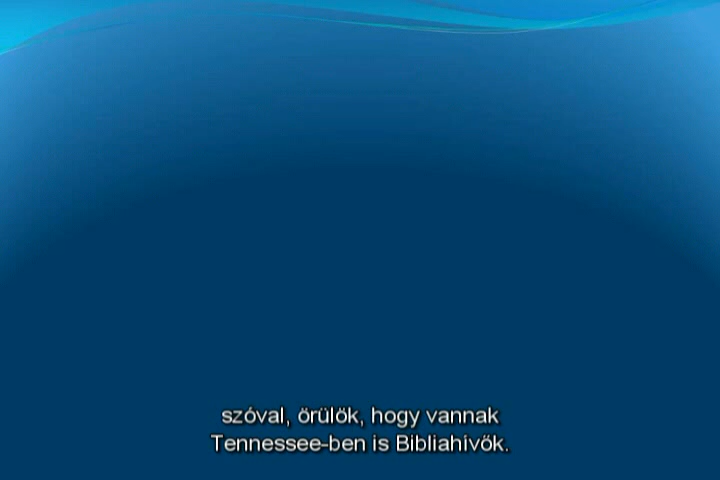 szóval, örülök, hogy vannak
Tennessee-ben is Bibliahívők.